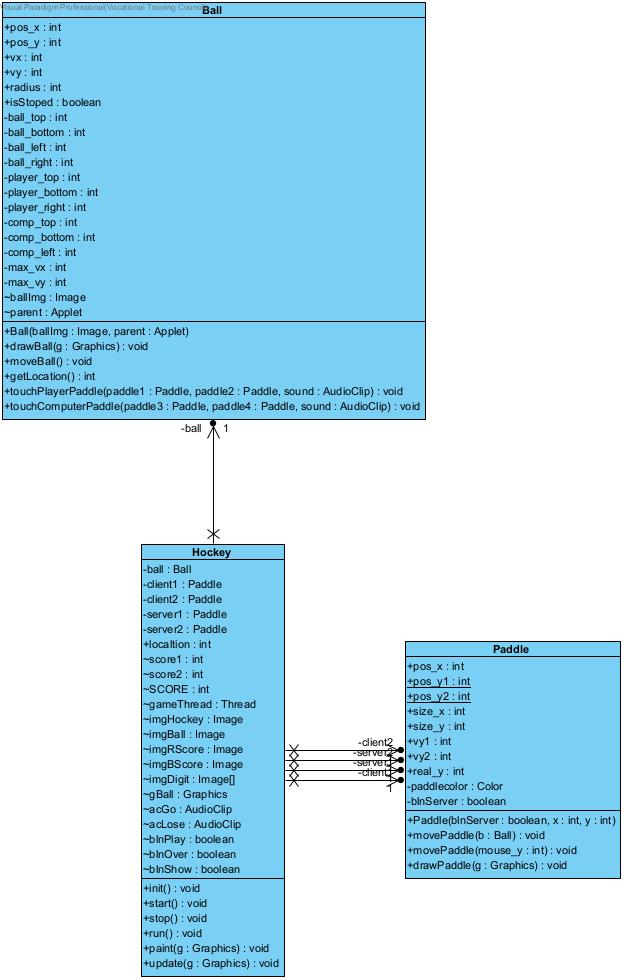 Visual Paradigm Professional(Vocational Training Council)
Ball
+pos_x : int
+pos_y : int
+vx : int
+vy : int
+radius : int
+isStoped : boolean
-ball_top : int
-ball_bottom : int
-ball_left : int
-ball_right : int
-player_top : int
-player_bottom : int
-player_right : int
-comp_top : int
-comp_bottom : int
-comp_left : int
-max_vx : int
-max_vy : int
~ballImg : Image
~parent : Applet
+Ball(ballImg : Image, parent : Applet)
+drawBall(g : Graphics) : void
+moveBall() : void
+getLocation() : int
+touchPlayerPaddle(paddle1 : Paddle, paddle2 : Paddle, sound : AudioClip) : void
+touchComputerPaddle(paddle3 : Paddle, paddle4 : Paddle, sound : AudioClip) : void
-ball 1
Hockey
-ball : Ball
-client1 : Paddle
-client2 : Paddle
-server1 : Paddle
-server2 : Paddle
+localtion : int
~score1 : int
~score2 : int
~SCORE : int
~gameThread : Thread
~imgHockey : Image
~imgBall : Image
~imgRScore : Image
~imgBScore : Image
~imgDigit : Image[]
~gBall : Graphics
~acGo : AudioClip
~acLose : AudioClip
~blnPlay : boolean
~blnOver : boolean
~blnShow : boolean
+init() : void
+start() : void
+stop() : void
+run() : void
+paint(g : Graphics) : void
+update(g : Graphics) : void
-client2
-server2
-server1
-client1
1
Paddle
+pos_x : int
+pos_y1 : int
+pos_y2 : int
+size_x : int
+size_y : int
+vy1 : int
+vy2 : int
+real_y : int
-paddlecolor : Color
-blnServer : boolean
+Paddle(blnServer : boolean, x : int, y : int)
+movePaddle(b : Ball) : void
+movePaddle(mouse_y : int) : void
+drawPaddle(g : Graphics) : void